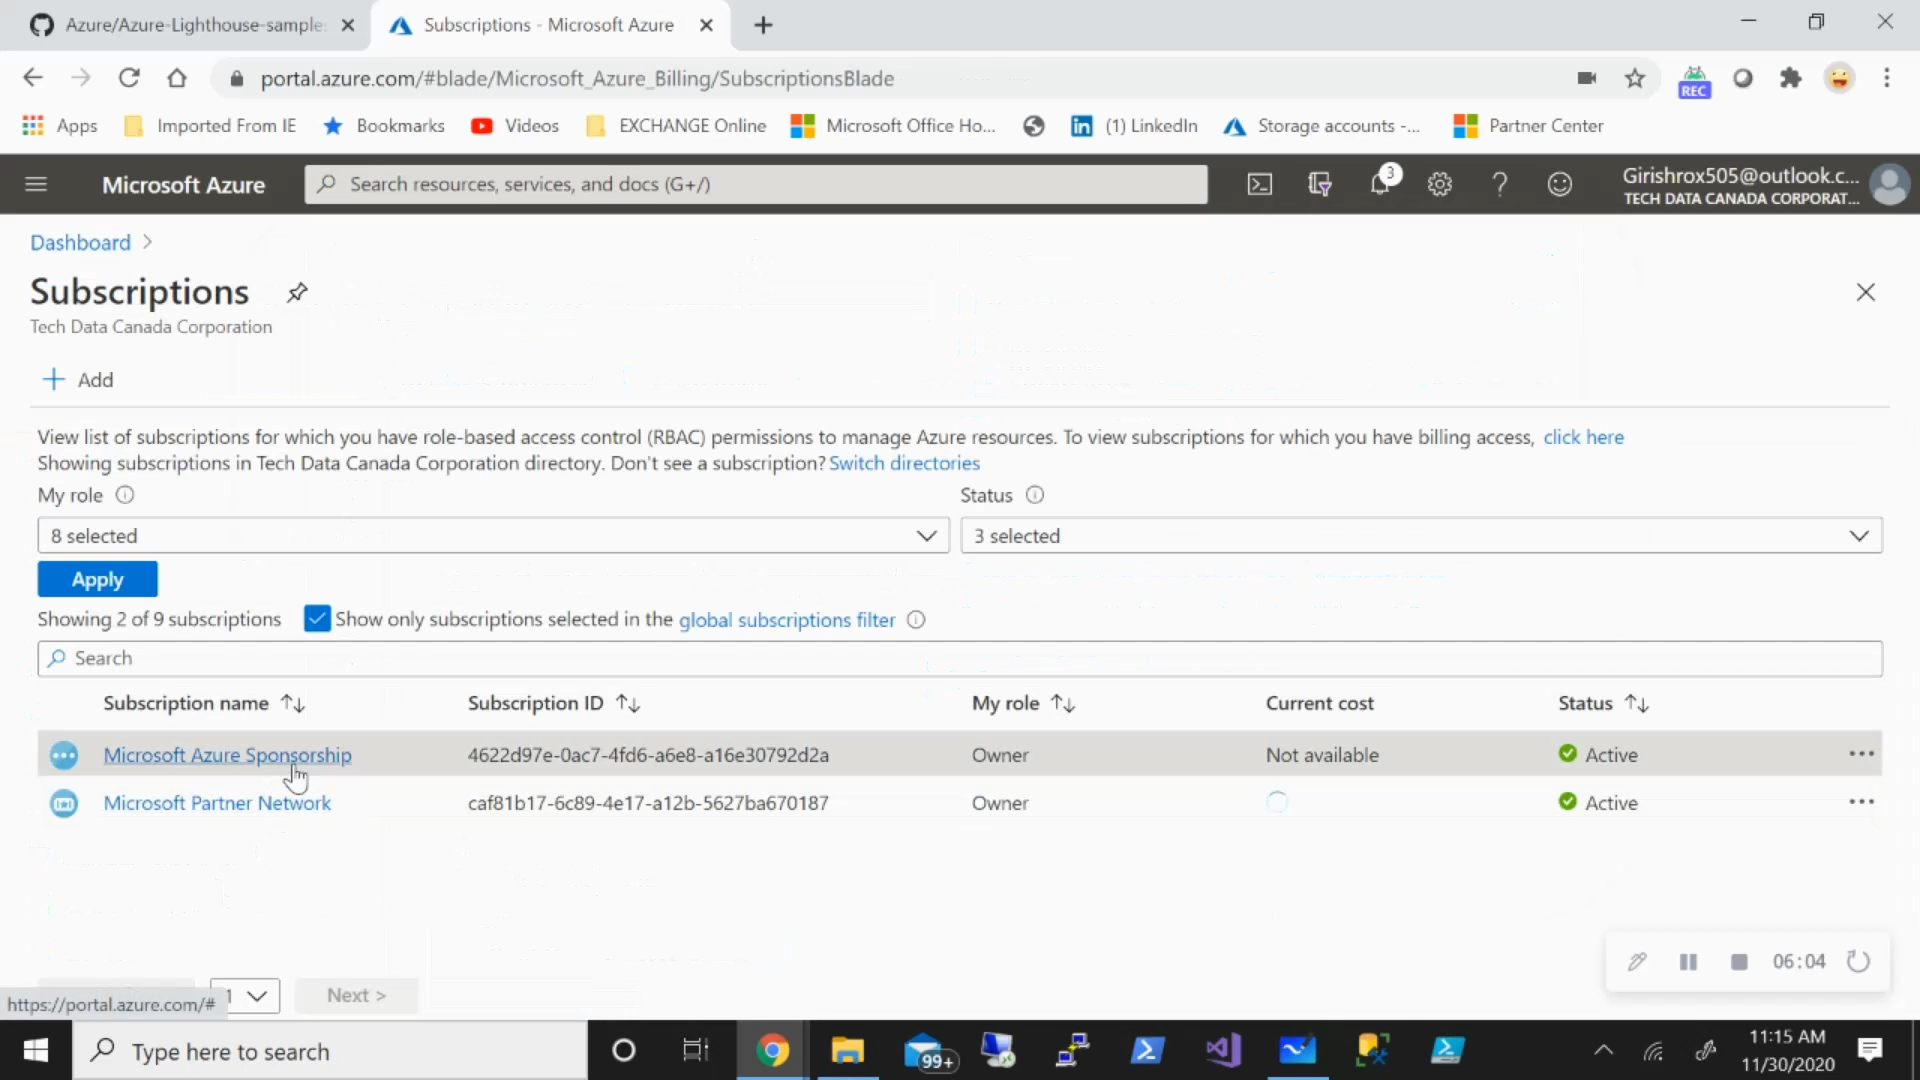 Azure/Azure-Lighthouse-sample:
Subscriptions - Microsoft Azure
portal.azure.com/#blade/Microsoft_Azure_Billing/SubscriptionsBlade
REC
Apps
Imported From IE
Bookmarks
Videos
EXCHANGE Online
Microsoft Office Ho...
(1) LinkedIn
Storage accounts -...
Partner Center
Microsoft Azure
Search resources, services, and docs (G+/)
3
Girishrox505@outlook.c...
TECH DATA CANADA CORPORAT...
Dashboard
Subscriptions
Tech Data Canada Corporation
Add
View list of subscriptions for which you have role-based access control (RBAC) permissions to manage Azure resources. To view subscriptions for which you have billing access, click here
Showing subscriptions in Tech Data Canada Corporation directory. Don't see a subscription? Switch directories
My role
Status
8 selected
3 selected
Apply
Showing 2 of 9 subscriptions
Show only subscriptions selected in the global subscriptions filter
Search
Subscription name
Subscription ID
My role
Current cost
Status
Microsoft Azure Sponsorship
4622d97e-0ac7-4fd6-a6e8-a16e30792d2a
Owner
Not available
Active
Microsoft Partner Network
caf81b17-6c89-4e17-a12b-5627ba670187
Owner
Active
06:04
1
Next >
https://portal.azure.com/#
Type here to search
99+
11:15 AM
11/30/2020